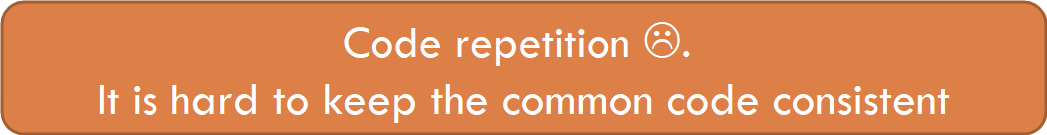 Code repetition ☹.
It is hard to keep the common code consistent